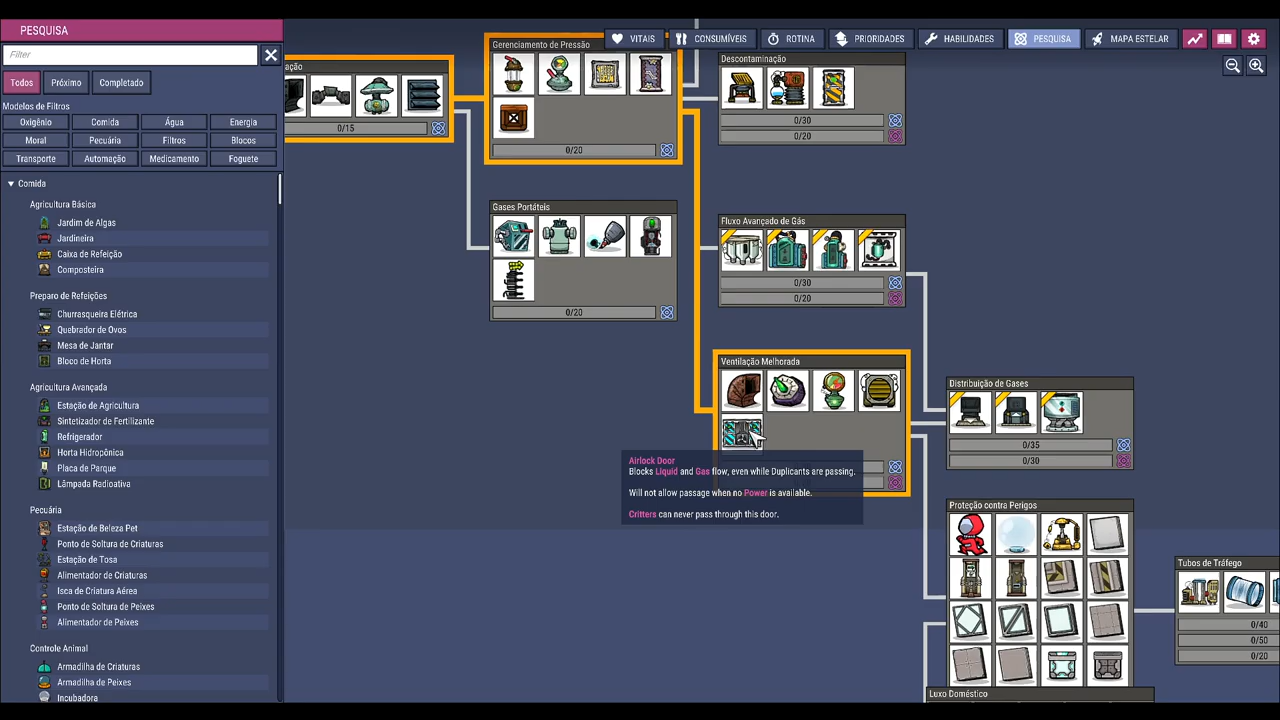 PESQUISA
Filter
Todos
Próximo
Completado
Modelos de Filtros
Oxigênio
Comida
Água
Energia
Moral
Pecuária
Filtros
Blocos
Transporte
Automação
Medicamento
Foguete
Comida
Agricultura Básica
Jardim de Algas
Jardineira
Caixa de Refeição
Composteira
Preparo de Refeições
Churrasqueira Elétrica
Quebrador de Ovos
Mesa de Jantar
Bloco de Horta
Agricultura Avançada
Estação de Agricultura
Sintetizador de Fertilizante
Refrigerador
Horta Hidropônica
Placa de Parque
Lâmpada Radioativa
Pecuária
Estação de Beleza Pet
Ponto de Soltura de Criaturas
Estação de Tosa
Alimentador de Criaturas
Isca de Criatura Aérea
Ponto de Soltura de Peixes
Alimentador de Peixes
Controle Animal
Armadilha de Criaturas
Armadilha de Peixes
Incubadora
VITAIS
CONSUMÍVEIS
ROTINA
PRIORIDADES
HABILIDADES
PESQUISA
MAPA ESTELAR
ação
0/15
Gerenciamento de Pressão
0/20
Gases Portáteis
0/20
Descontaminação
0/30
0/20
Fluxo Avançado de Gás
0/30
0/20
Ventilação Melhorada
Airlock Door
Blocks Liquid and Gas flow, even while Duplicants are passing.
Will not allow passage when no Power is available.
Critters can never pass through this door.
Distribuição de Gases
0/35
0/30
Proteção contra Perigos
Tubos de Tráfego
0/40
0/50
0/20
Luxo Doméstico